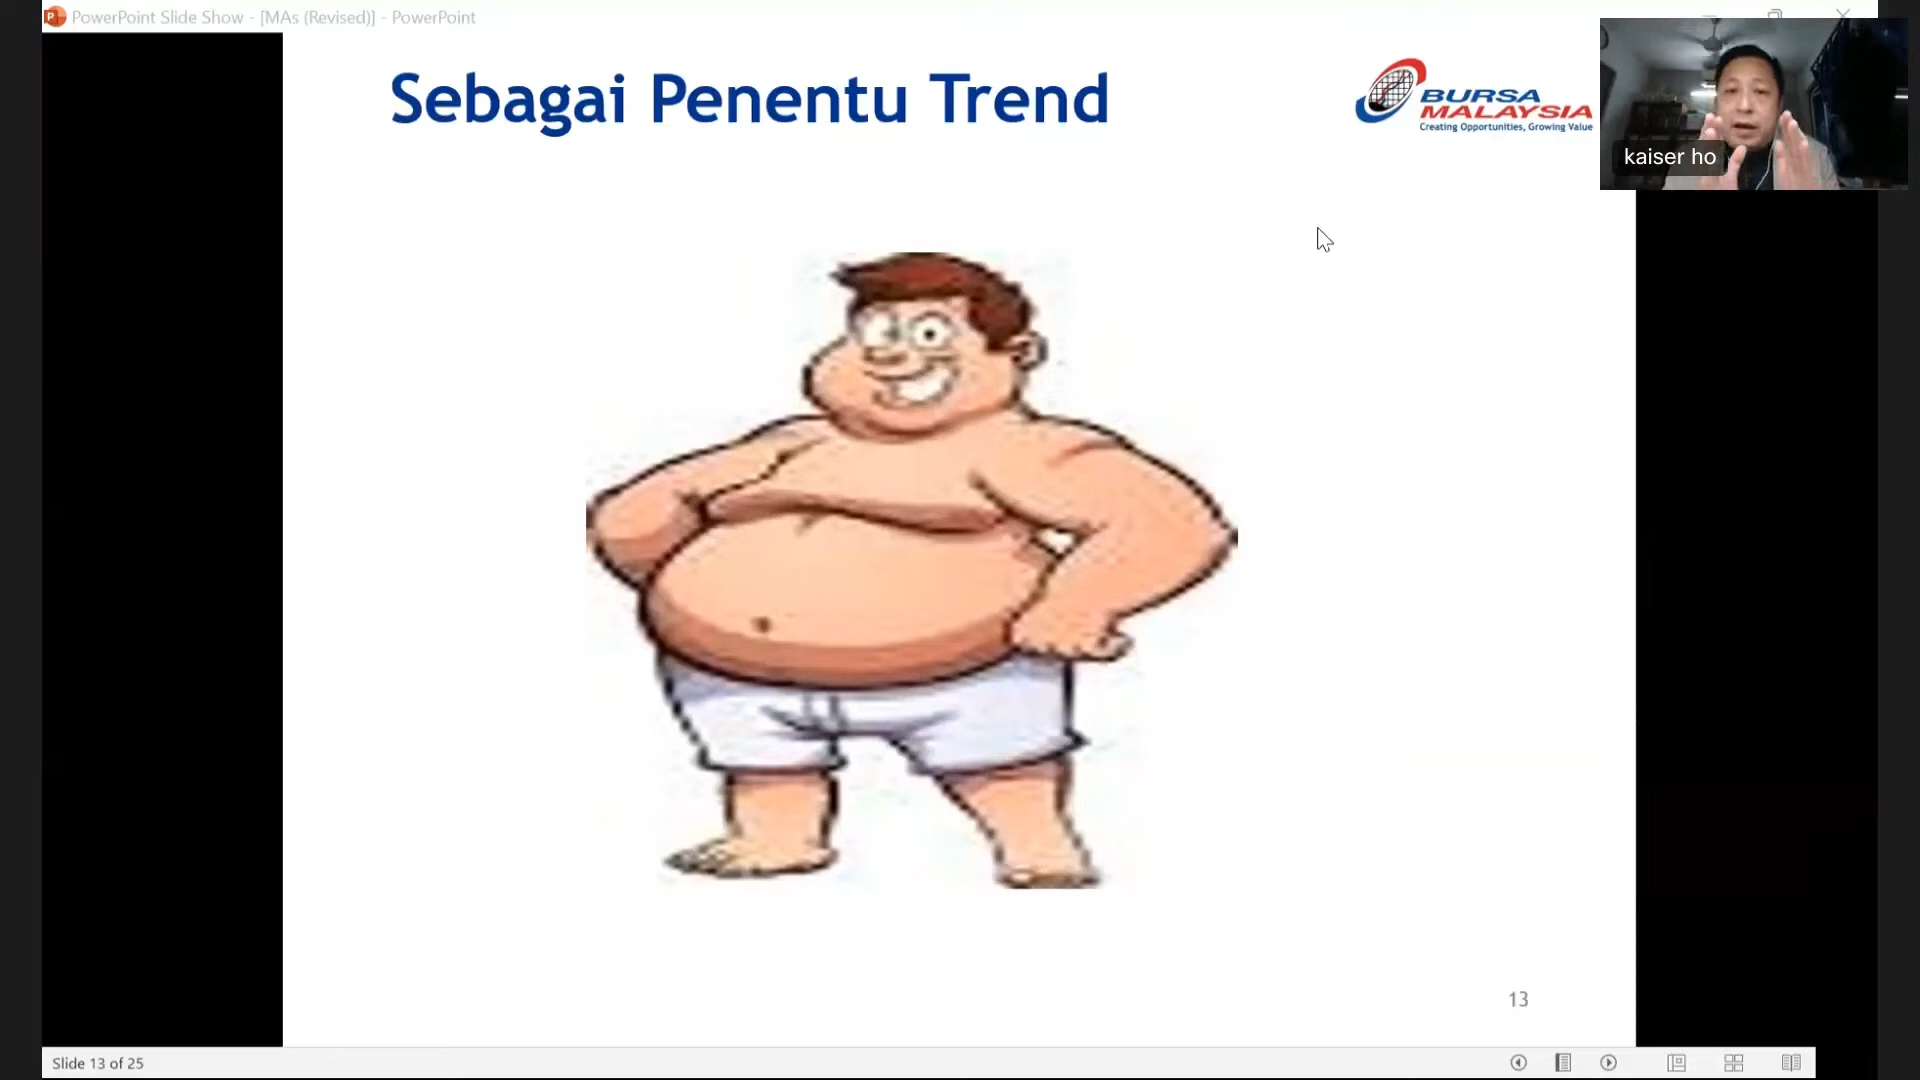 PowerPoint Slide Show - [MAs (Revised)] - PowerPoint
Sebagai Penentu Trend
BURSA
MALAYSIA
Creating Opportunities, Growing Value
kaiser ho
13
Slide 13 of 25